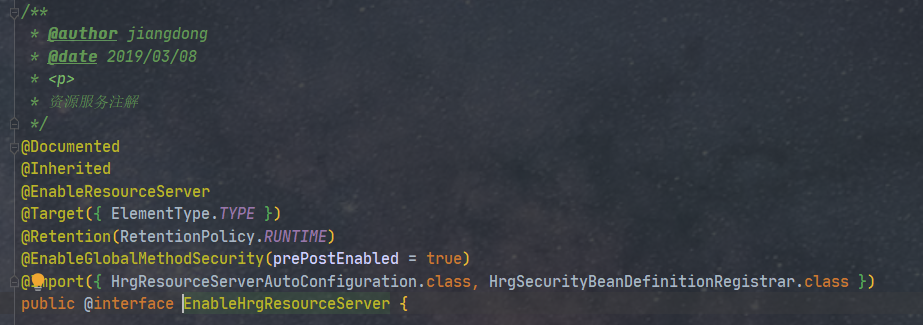 /**
 * @author jiangdong
 * @date 2019/03/08
 * <p>
 * 资源服务注解
 */
@Documented
@Inherited
@EnableResourceServer
@Target({ ElementType.TYPE })
@Retention(RetentionPolicy.RUNTIME)
@EnableGlobalMethodSecurity(prePostEnabled = true)
@Import({ HrgResourceServerAutoConfiguration.class, HrgSecurityBeanDefinitionRegistrar.class })
public @interface EnableHrgResourceServer {